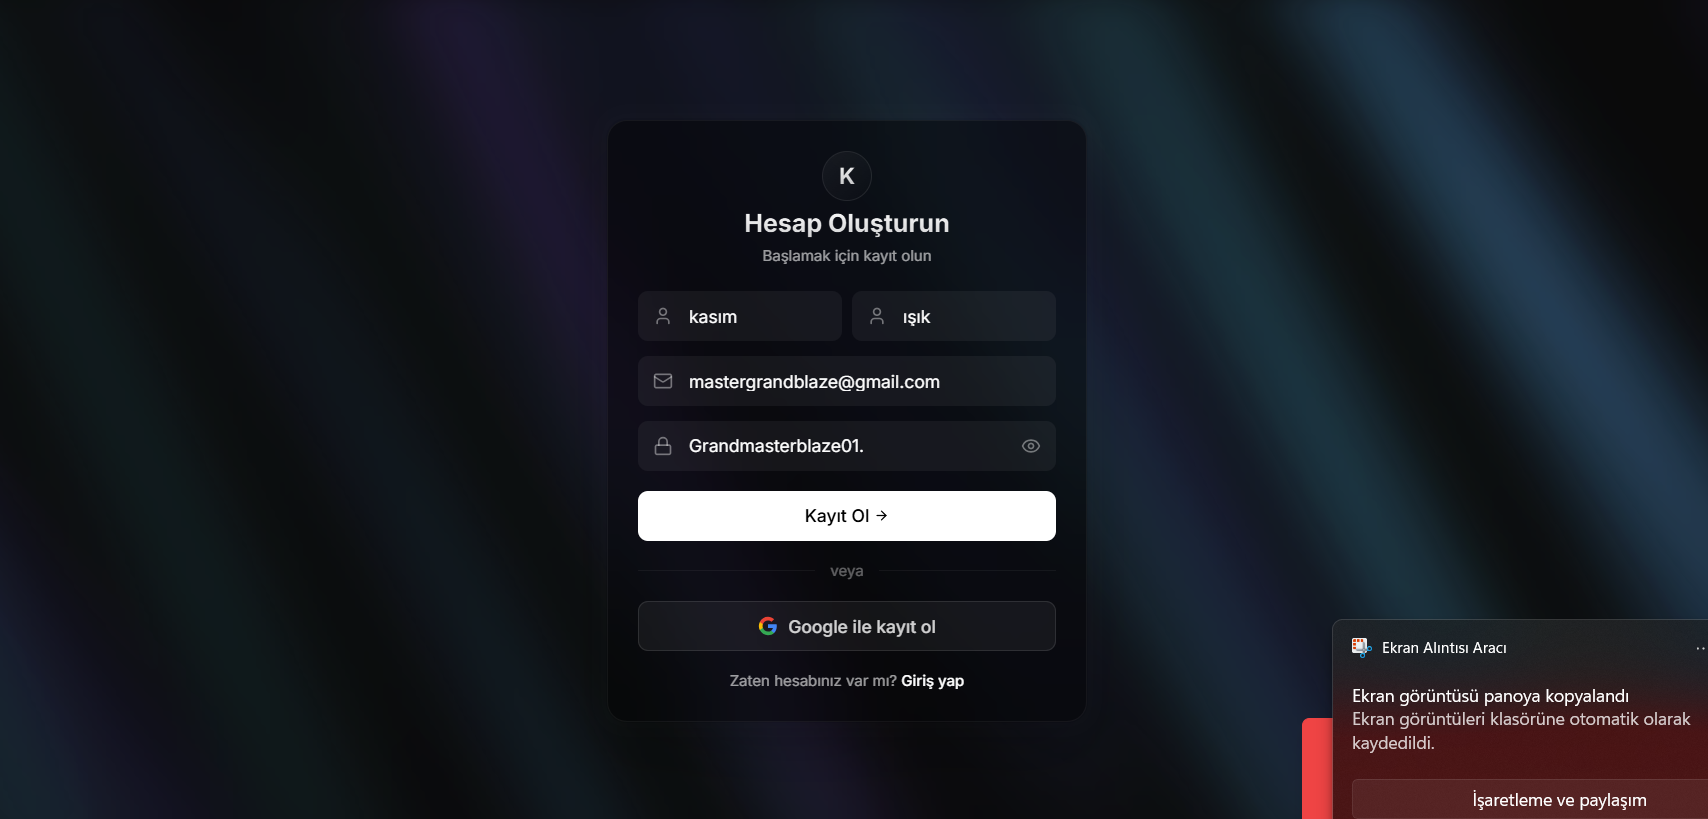 K
Hesap Oluşturun
Başlamak için kayıt olun
kasım
ışık
mastergrandblaze@gmail.com
Grandmasterblaze01.
Kayıt Ol →
veya
Google ile kayıt ol
Zaten hesabınız var mı? Giriş yap
Ekran Alıntısı Aracı
Ekran görüntüsü panoya kopyalandı
Ekran görüntüleri klasörüne otomatik olarak
kaydedildi.
İşaretleme ve paylaşım